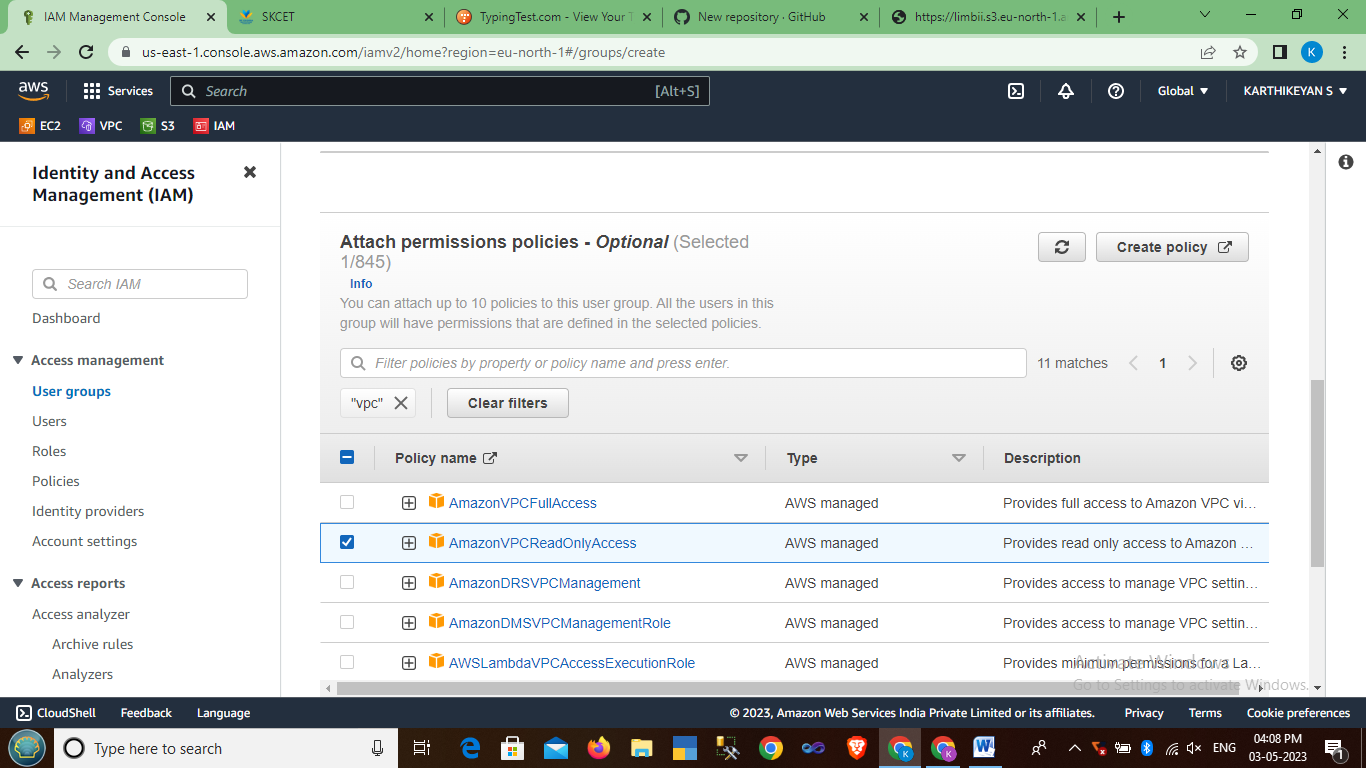 IAM Management Console
SKCET
TypingTest.com - View Your T
New repository · GitHub
https://limbii.s3.eu-north-1.a
us-east-1.console.aws.amazon.com/iamv2/home?region=eu-north-1#/groups/create
K
aws
Services
Search
[Alt+S]
Global
KARTHIKEYAN S
EC2
VPC
S3
IAM
Identity and Access
Management (IAM)
Search IAM
Dashboard
Access management
User groups
Users
Roles
Policies
Identity providers
Account settings
Access reports
Access analyzer
Archive rules
Analyzers
Attach permissions policies - Optional (Selected
1/845)
Info
You can attach up to 10 policies to this user group. All the users in this
group will have permissions that are defined in the selected policies.
Create policy
Filter policies by property or policy name and press enter.
11 matches
1
"vpc"
Clear filters
Policy name
Type
Description
AmazonVPCFullAccess
AWS managed
Provides full access to Amazon VPC vi...
AmazonVPCReadOnlyAccess
AWS managed
Provides read only access to Amazon ...
AmazonDRSVPCManagement
AWS managed
Provides access to manage VPC settin...
AmazonDMSVPCManagementRole
AWS managed
Provides access to manage VPC settin...
AWSLambdaVPCAccessExecutionRole
AWS managed
Provides minimum permissions for a La...
Activate Windows
Go to Settings to activate Windows.
CloudShell
Feedback
Language
© 2023, Amazon Web Services India Private Limited or its affiliates.
Privacy
Terms
Cookie preferences
Type here to search
K
K
W
ENG
04:08 PM
03-05-2023
1